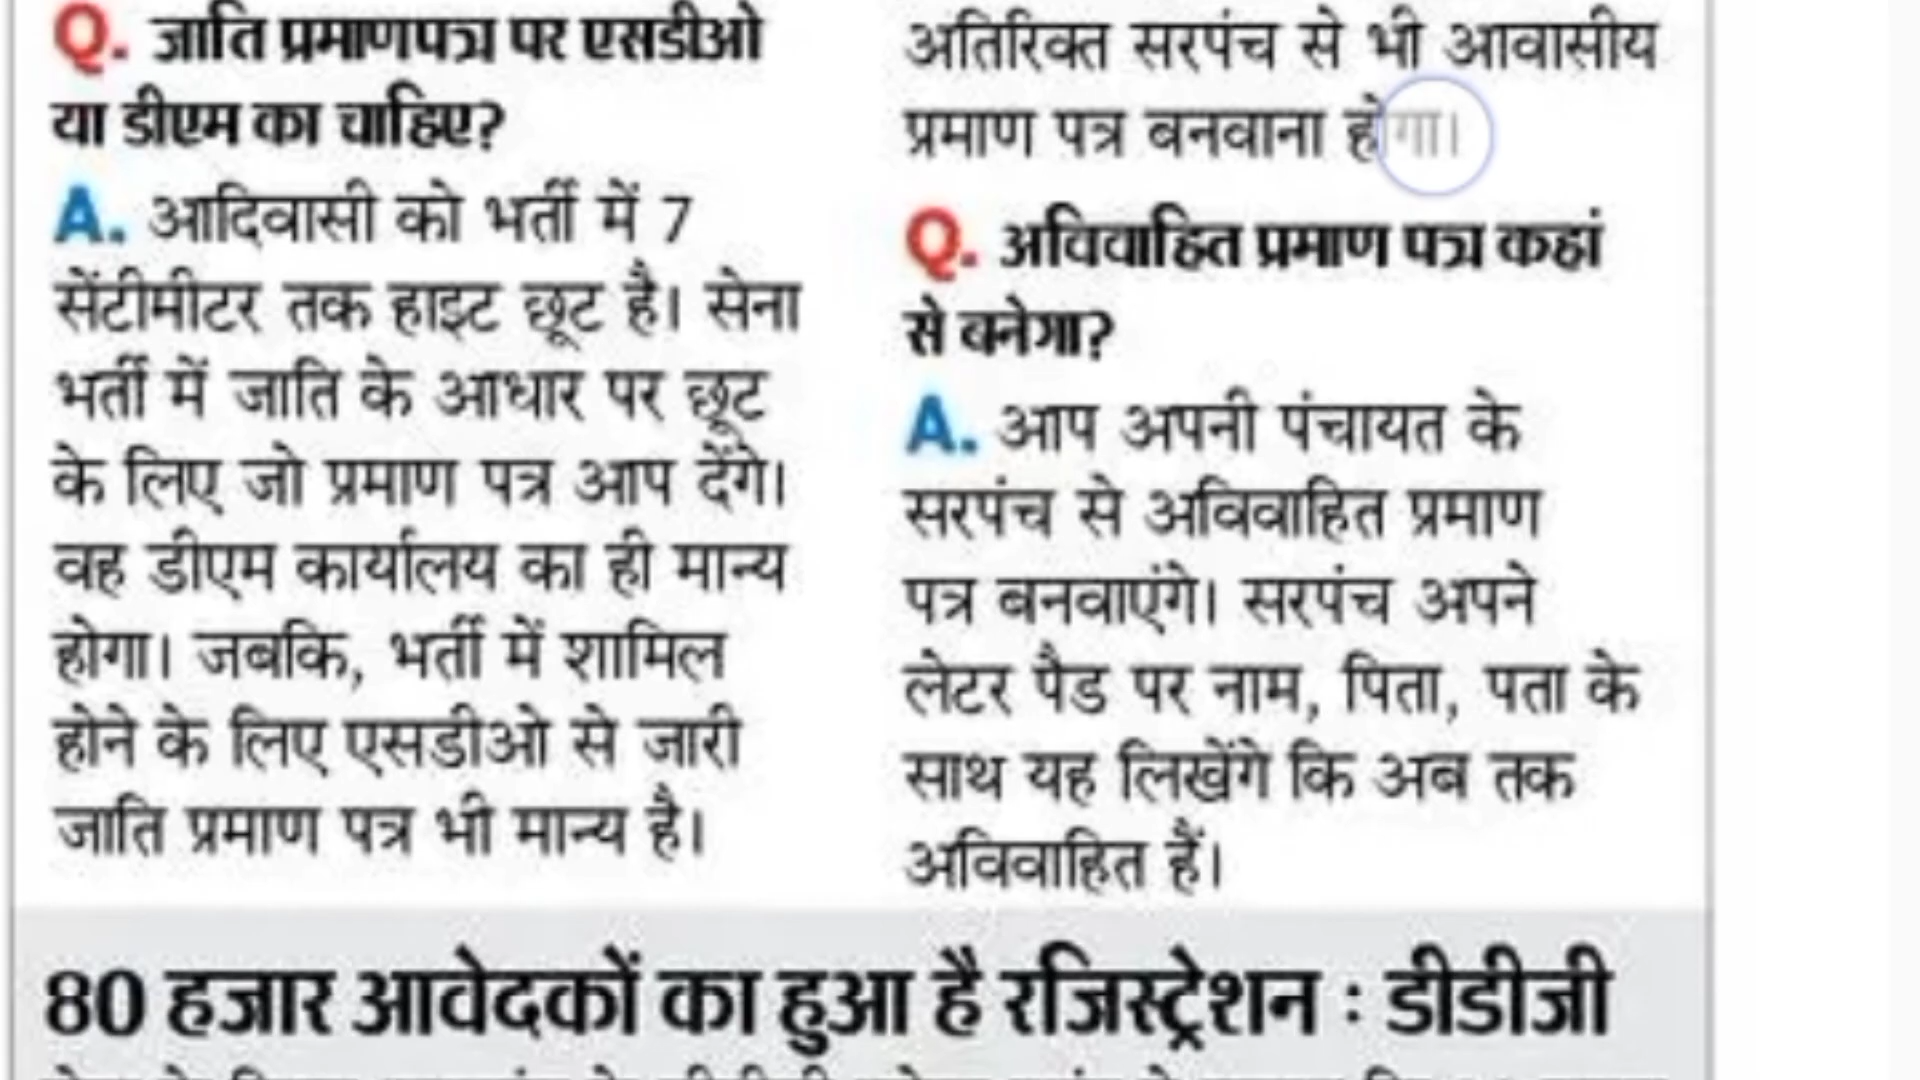 Q. जाति प्रमाणपत्र पर एसडीओ
या डीएम का चाहिए?
A. आदिवासी को भर्ती में 7
सेंटीमीटर तक हाइट छूट है। सेना
भर्ती में जाति के आधार पर छूट
के लिए जो प्रमाण पत्र आप देंगे।
वह डीएम कार्यालय का ही मान्य
होगा। जबकि, भर्ती में शामिल
होने के लिए एसडीओ से जारी
जाति प्रमाण पत्र भी मान्य है।
अतिरिक्त सरपंच से भी आवासीय
प्रमाण पत्र बनवाना होगा।
Q. अविवाहित प्रमाण पत्र कहां
से बनेगा?
A. आप अपनी पंचायत के
सरपंच से अविवाहित प्रमाण
पत्र बनवाएंगे। सरपंच अपने
लेटर पैड पर नाम, पिता, पता के
साथ यह लिखेंगे कि अब तक
अविवाहित हैं।
80 हजार आवेदकों का हुआ है रजिस्ट्रेशन : डीडीजी